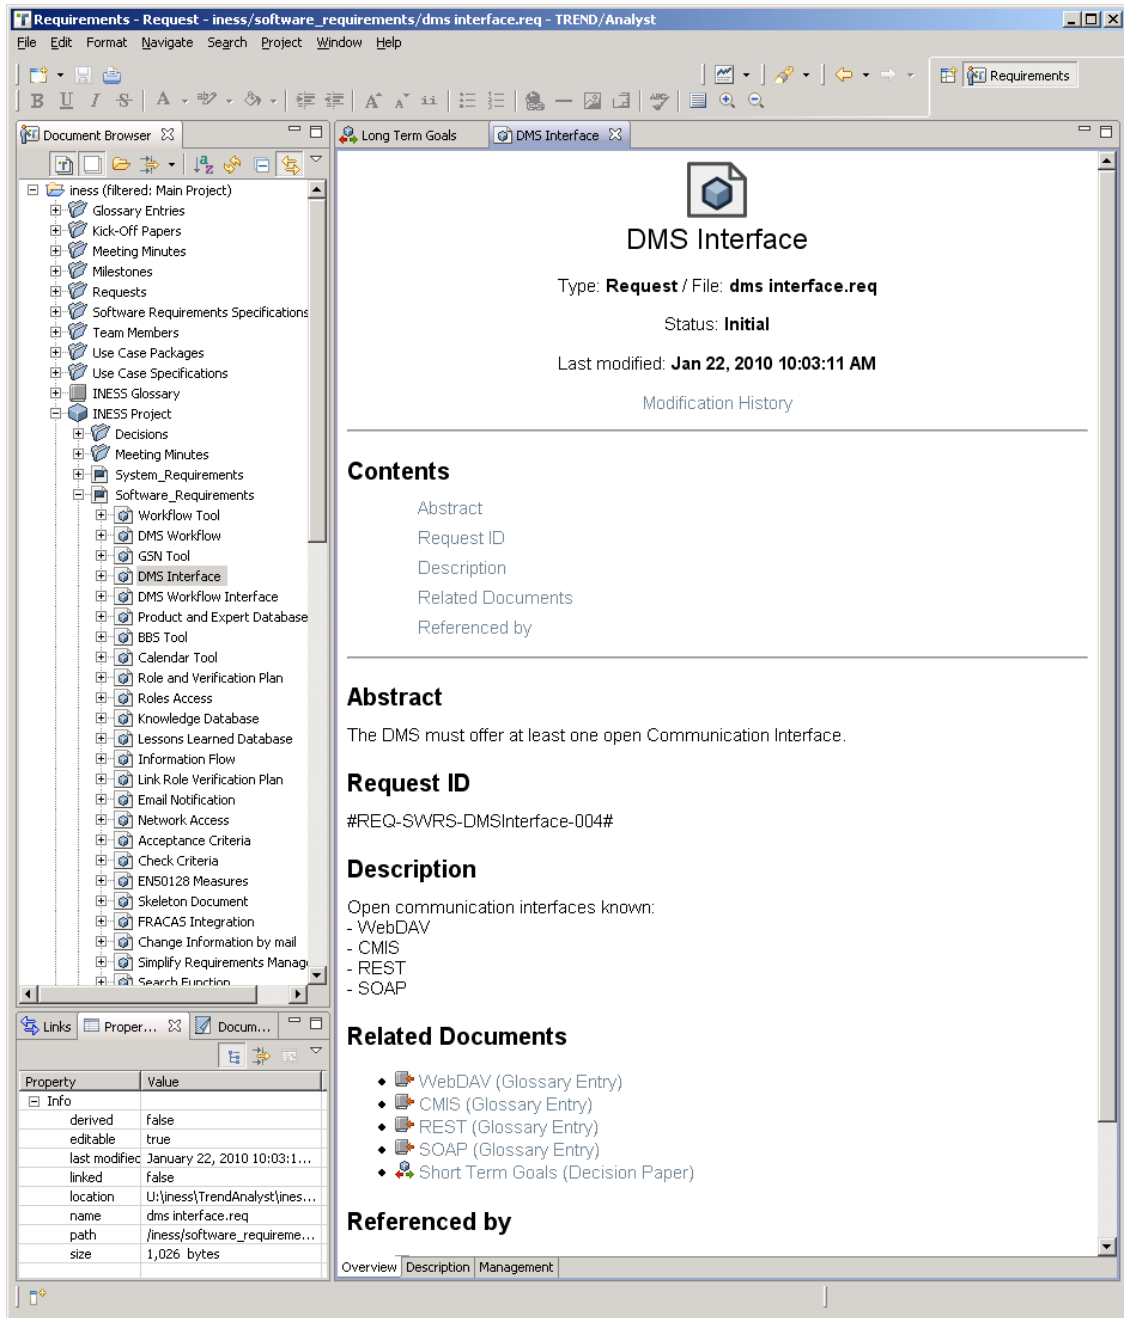 Requirements - Request - iness/software_requirements/dms interface.req - TREND/Analyst
File Edit Format Navigate Search Project Window Help
Requirements
B U I S A A A
Document Browser
Long Term Goals
DMS Interface
iness (filtered: Main Project)
Glossary Entries
Kick-Off Papers
Meeting Minutes
Milestones
Requests
Software Requirements Specifications
Team Members
Use Case Packages
Use Case Specifications
INESS Glossary
INESS Project
Decisions
Meeting Minutes
System_Requirements
Software_Requirements
Workflow Tool
DMS Workflow
GSN Tool
DMS Interface
DMS Workflow Interface
Product and Expert Database
BBS Tool
Calendar Tool
Role and Verification Plan
Roles Access
Knowledge Database
Lessons Learned Database
Information Flow
Link Role Verification Plan
Email Notification
Network Access
Acceptance Criteria
Check Criteria
EN50128 Measures
Skeleton Document
FRACAS Integration
Change Information by mail
Simplify Requirements Manag
Search Function
Links
Proper...
Docum...
Property Value
Info
derived false
editable true
last modified January 22, 2010 10:03:1...
linked false
location U:\iness\TrendAnalyst\ines...
name dms interface.req
path /iness/software_requireme...
size 1,026 bytes
DMS Interface
Type: Request / File: dms interface.req
Status: Initial
Last modified: Jan 22, 2010 10:03:11 AM
Modification History
Contents
Abstract
Request ID
Description
Related Documents
Referenced by
Abstract
The DMS must offer at least one open Communication Interface.
Request ID
#REQ-SWRS-DMSInterface-004#
Description
Open communication interfaces known:
- WebDAV
- CMIS
- REST
- SOAP
Related Documents
WebDAV (Glossary Entry)
CMIS (Glossary Entry)
REST (Glossary Entry)
SOAP (Glossary Entry)
Short Term Goals (Decision Paper)
Referenced by
Overview Description Management